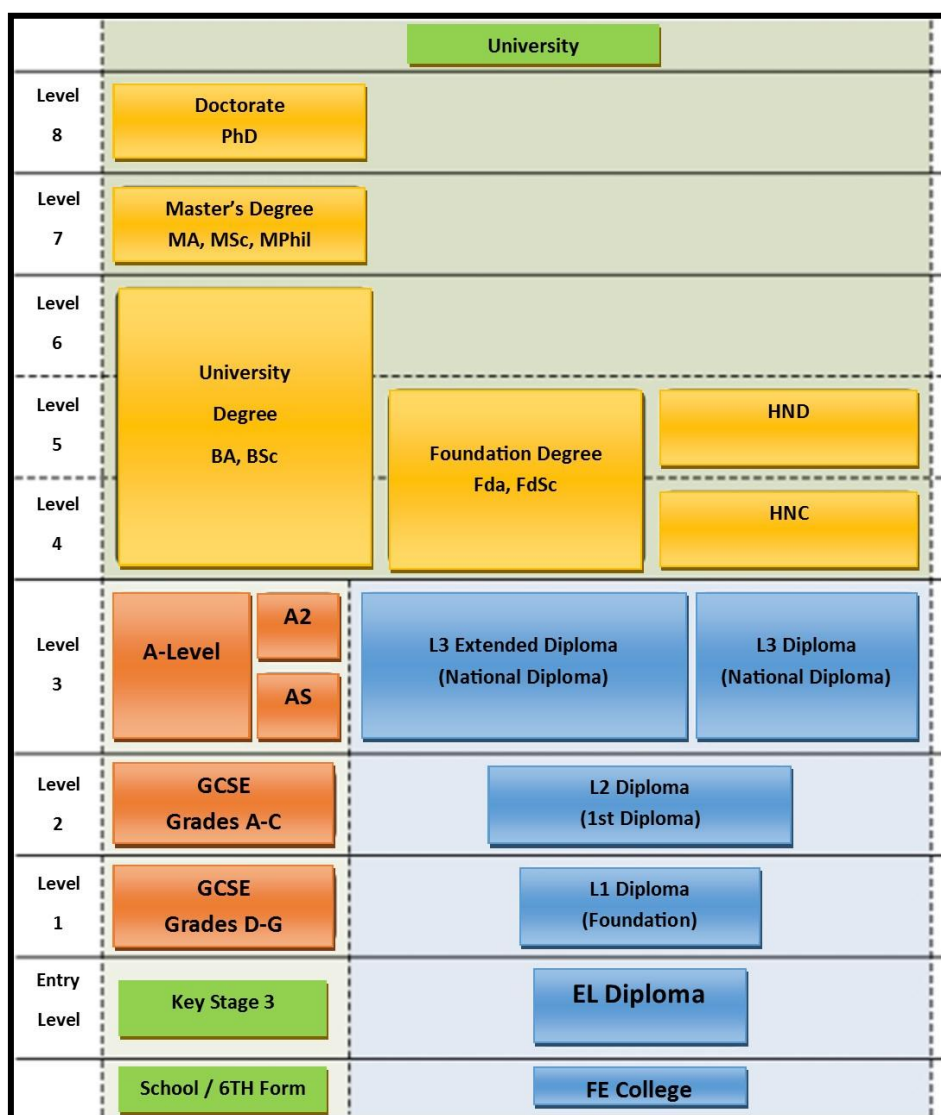 University
Level
8
Doctorate
PhD
Level
7
Master’s Degree
MA, MSc, MPhil
Level
6
University
Degree
BA, BSc
Level
5
Foundation Degree
Fda, FdSc
HND
Level
4
HNC
Level
3
A-Level
A2
AS
L3 Extended Diploma
(National Diploma)
L3 Diploma
(National Diploma)
Level
2
GCSE
Grades A-C
L2 Diploma
(1st Diploma)
Level
1
GCSE
Grades D-G
L1 Diploma
(Foundation)
Entry
Level
Key Stage 3
EL Diploma
School / 6TH Form
FE College